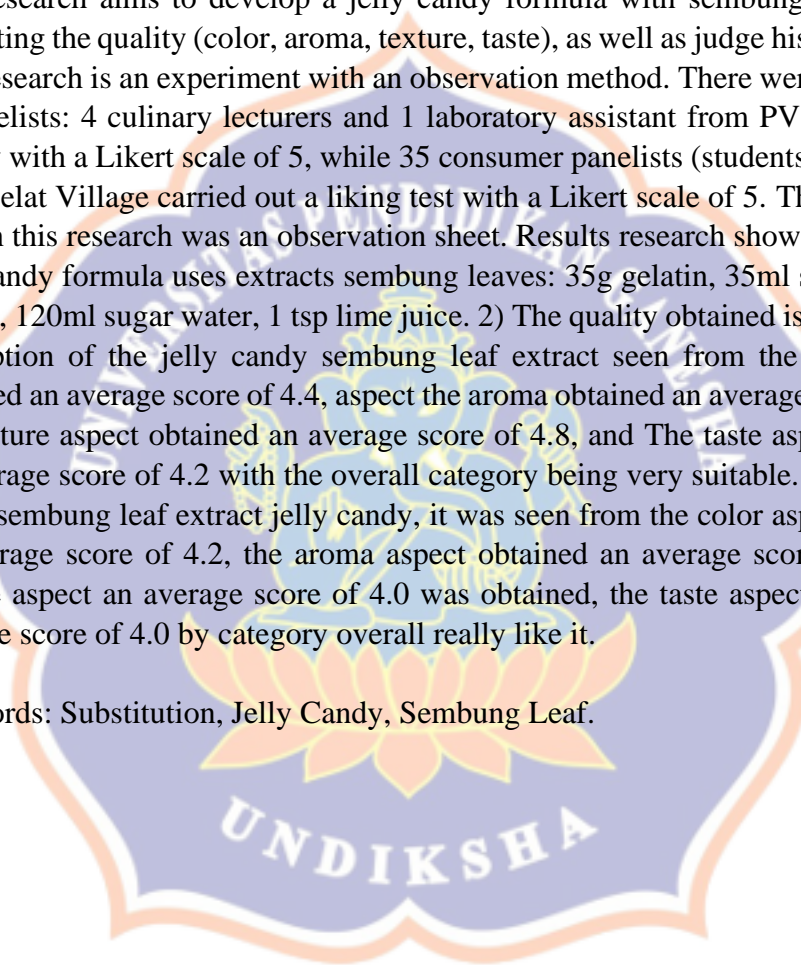 esearch aims to develop a jelly candy formula with sembung
ting the quality (color, aroma, texture, taste), as well as judge his
esearch is an experiment with an observation method. There were
elists: 4 culinary lecturers and 1 laboratory assistant from PV
with a Likert scale of 5, while 35 consumer panelists (students
elat Village carried out a liking test with a Likert scale of 5. Th
n this research was an observation sheet. Results research show
andy formula uses extracts sembung leaves: 35g gelatin, 35ml s
, 120ml sugar water, 1 tsp lime juice. 2) The quality obtained is
otion of the jelly candy sembung leaf extract seen from the
ed an average score of 4.4, aspect the aroma obtained an average
ture aspect obtained an average score of 4.8, and The taste asp
rage score of 4.2 with the overall category being very suitable.
sembung leaf extract jelly candy, it was seen from the color asp
rage score of 4.2, the aroma aspect obtained an average scor
aspect an average score of 4.0 was obtained, the taste aspect
e score of 4.0 by category overall really like it.
ords: Substitution, Jelly Candy, Sembung Leaf.
UNIVERSITAS PENDIDIKAN GANESHA
UNDIKSHA